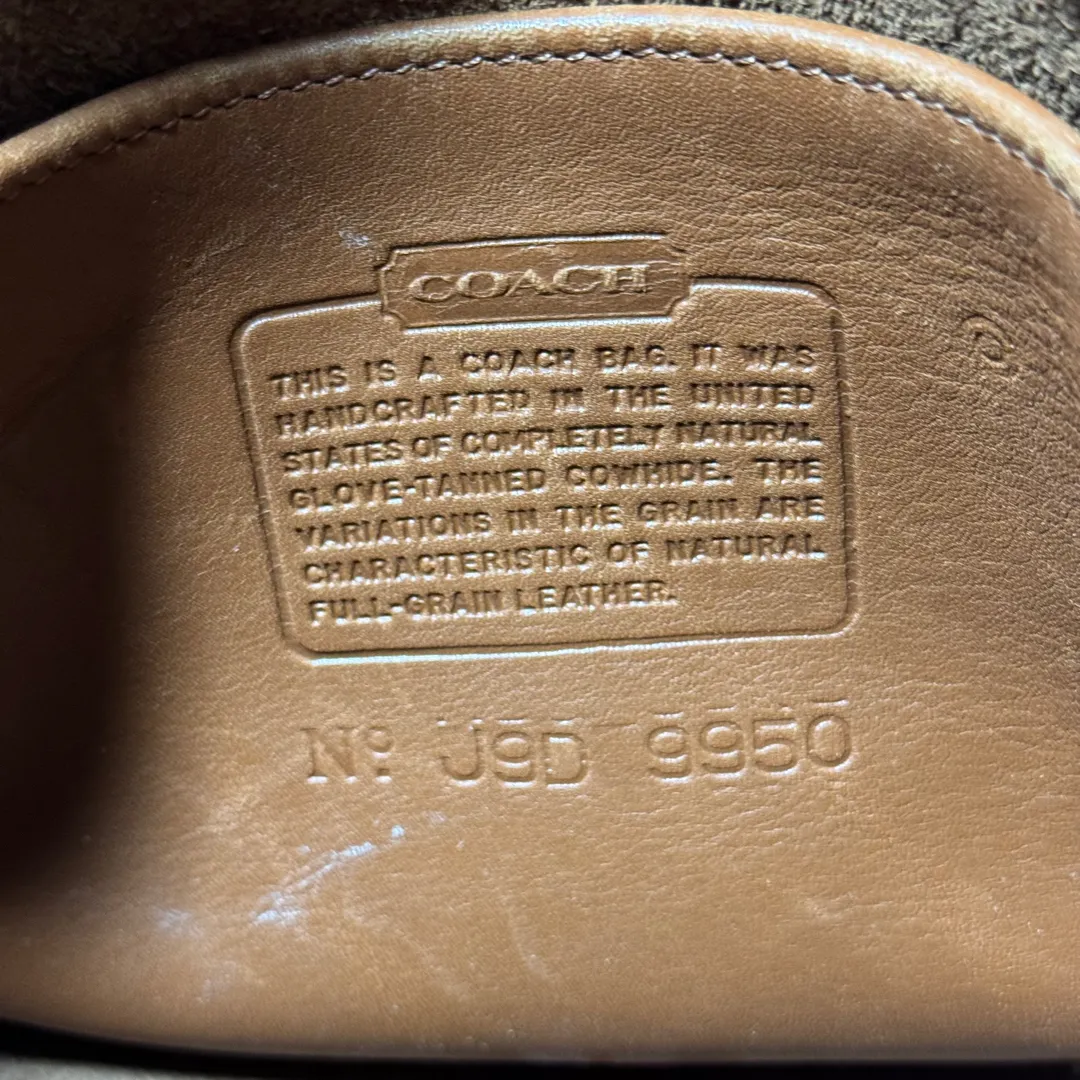 COACH
THIS IS A COACH BAG. IT WAS
HANDCRAFTED IN THE UNITED
STATES OF COMPLETELY NATURAL
GLOVE-TANNED COWHIDE. THE
VARIATIONS IN THE GRAIN ARE
CHARACTERISTIC OF NATURAL
FULL-GRAIN LEATHER.
Nº J9D 9950